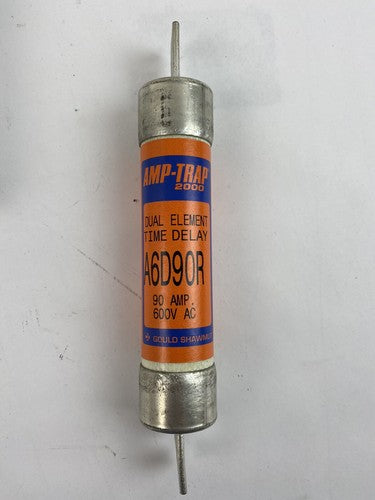 AMP-TRAP
2000
DUAL ELEMENT
TIME DELAY
A6D90R
90 AMP.
600V AC
GOULD SHAWMUT